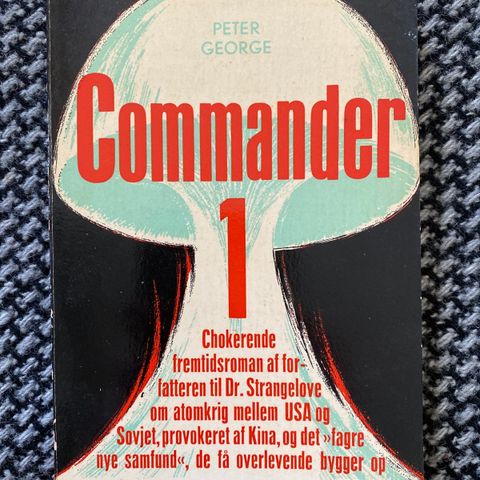 PETER
GEORGE
Commander
1
Chokerende
fremtidsroman af for-
fatteren til Dr. Strangelove
om atomkrig mellem USA og
Sovjet, provokeret af Kina, og det »fagre
nye samfund«, de få overlevende bygger op